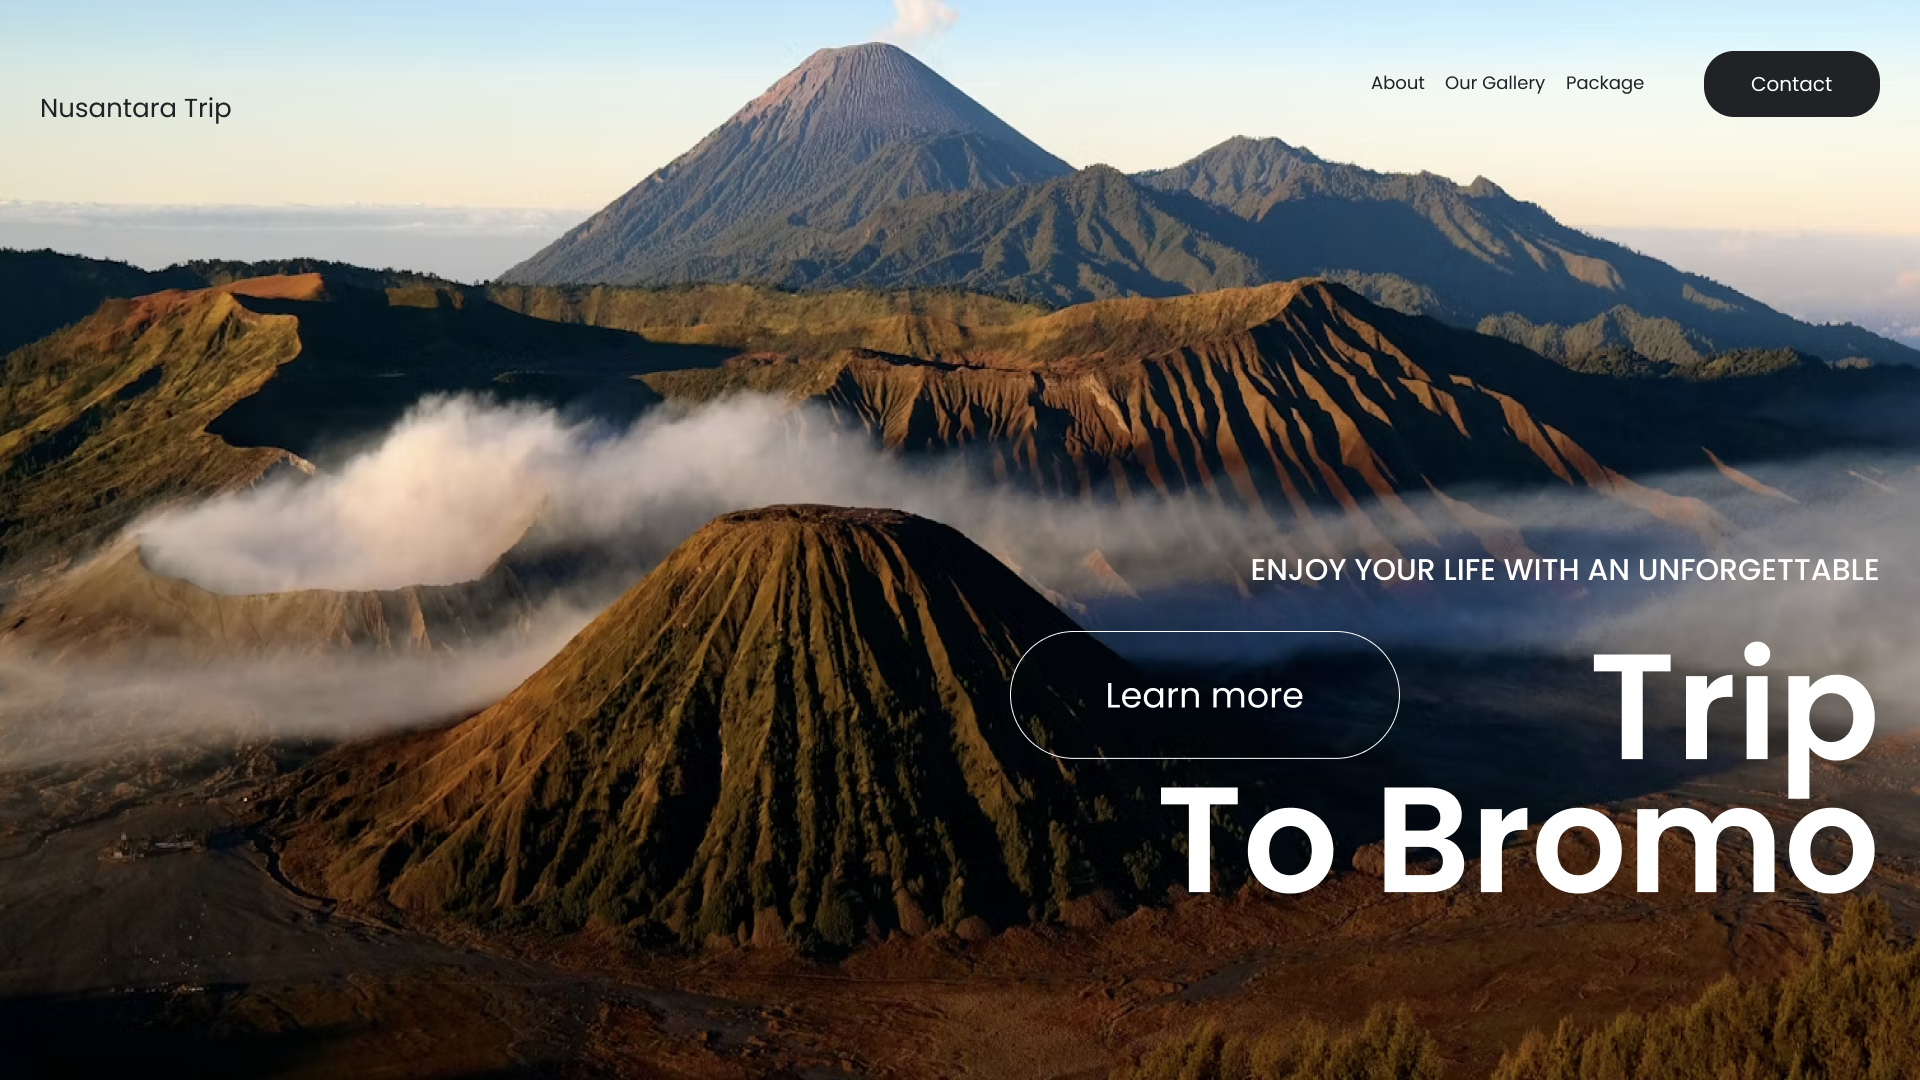 Nusantara Trip
About
Our Gallery
Package
Contact
ENJOY YOUR LIFE WITH AN UNFORGETTABLE
Learn more
Trip
To Bromo